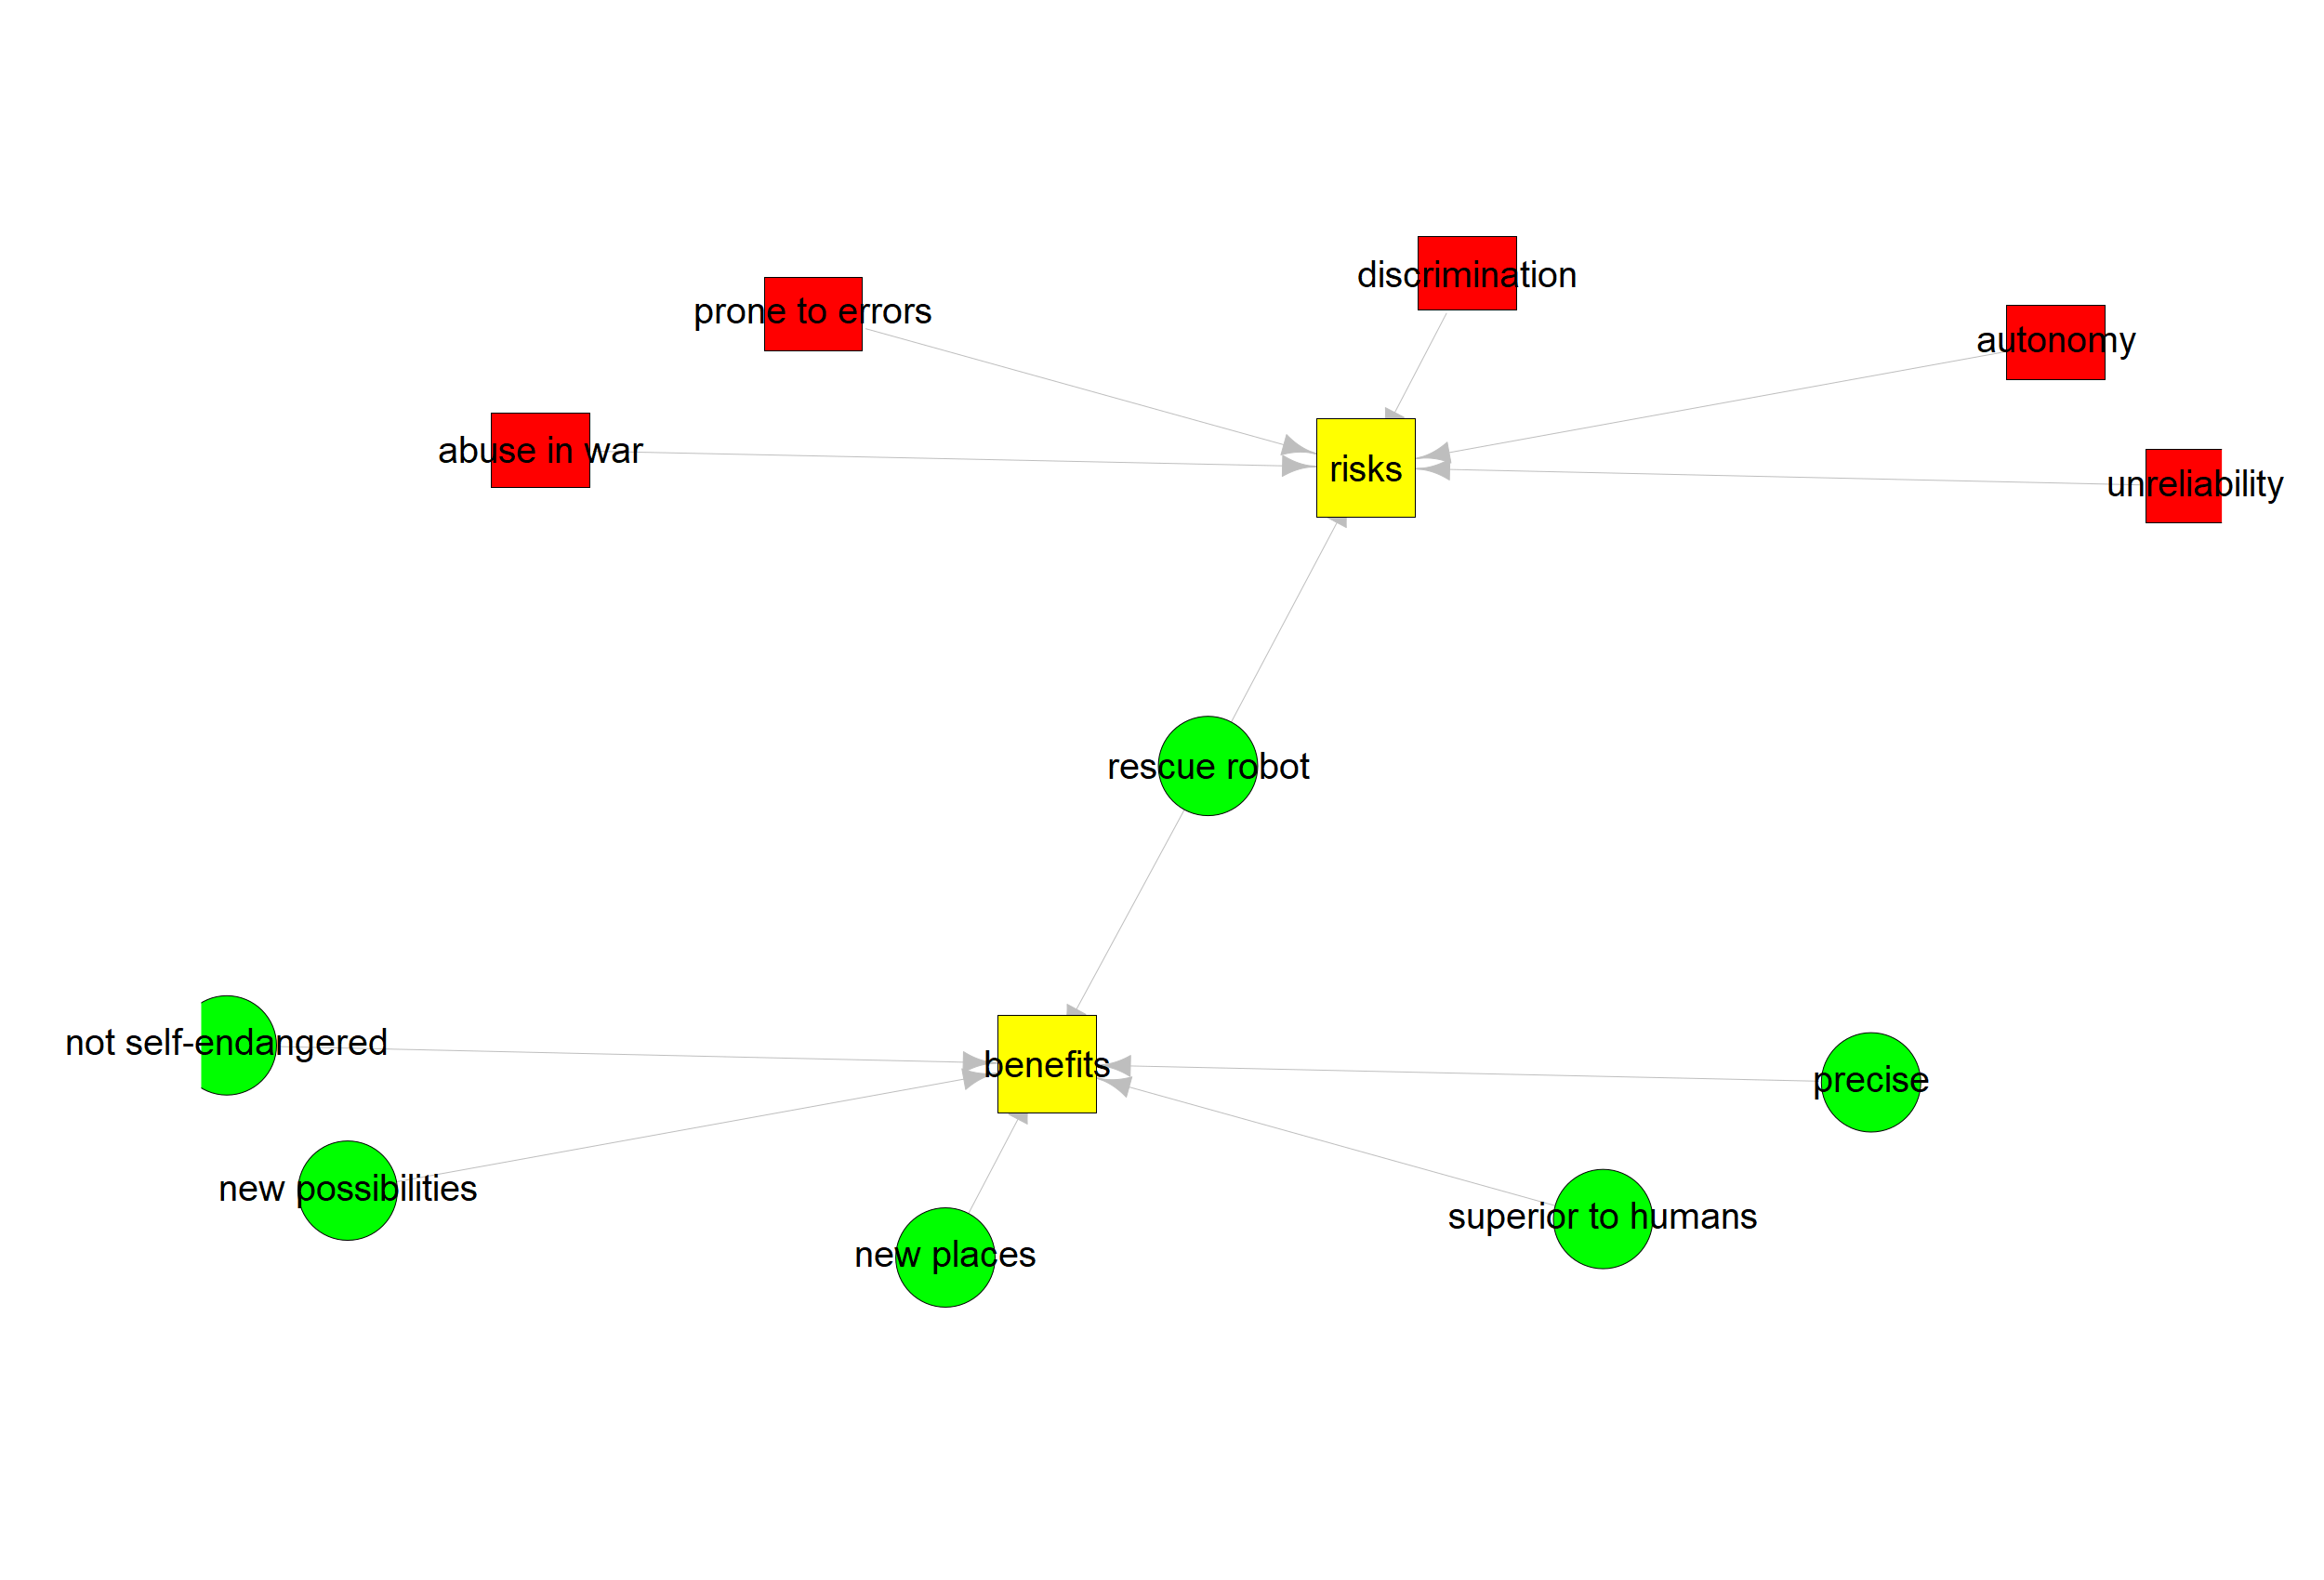 discrimination
prone to errors
autonomy
abuse in war
risks
unreliability
rescue robot
not self-endangered
benefits
precise
new possibilities
superior to humans
new places